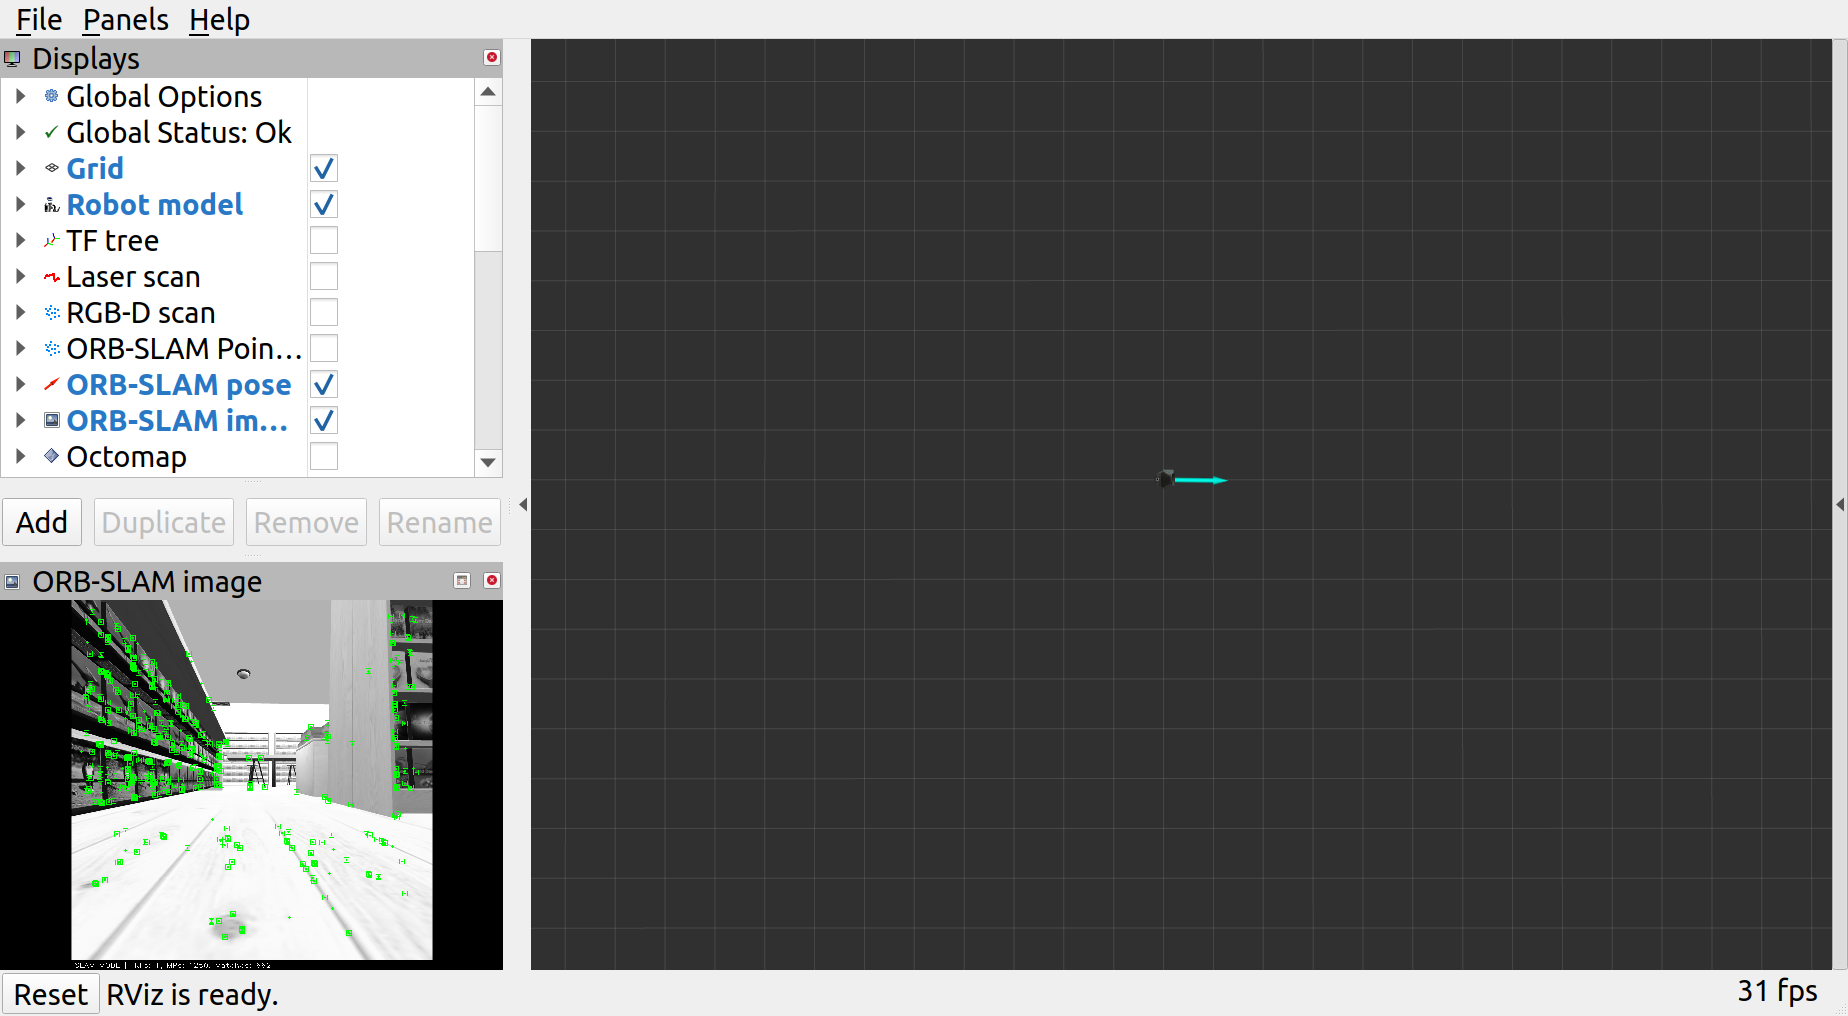 File Panels Help
Displays
Global Options
Global Status: Ok
Grid
Robot model
TF tree
Laser scan
RGB-D scan
ORB-SLAM Poin...
ORB-SLAM pose
ORB-SLAM im...
Octomap
Add Duplicate Remove Rename
ORB-SLAM image
SLAM MODE |
Reset RViz is ready.
31 fps